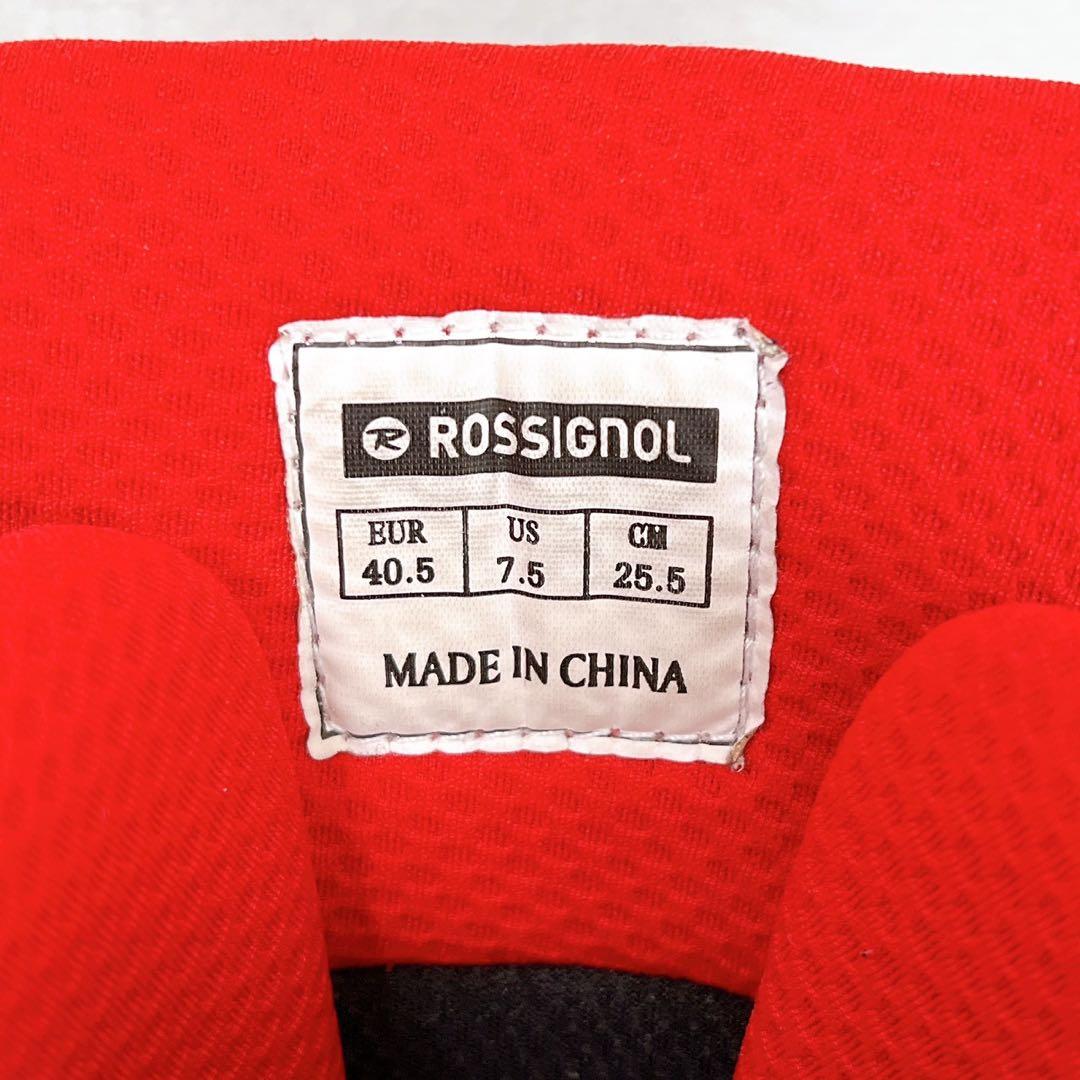 R ROSSIGNOL
EUR US CM
40.5 7.5 25.5
MADE IN CHINA